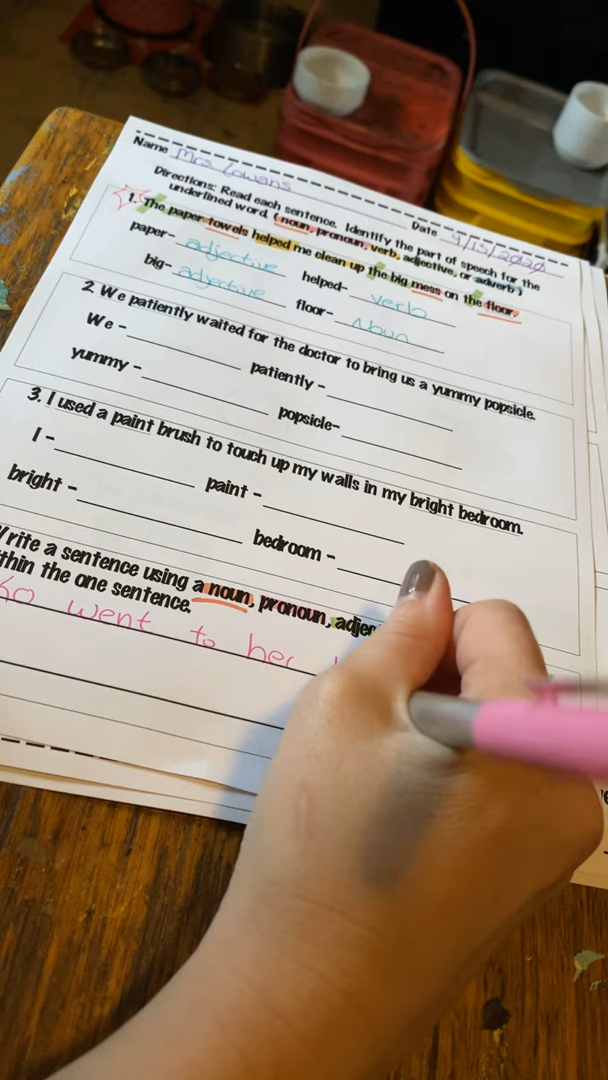 Name Mrs Cowans
Date 4/15/2020
Directions: Read each sentence. Identify the part of speech for the
underlined word. (noun, pronoun, verb, adjective, or adverb)
1. The paper towels helped me clean up the big mess on the floor.
paper- adjective helped- verb
big- adjective floor- Noun
2. We patiently waited for the doctor to bring us a yummy popsicle.
We - patiently -
yummy - popsicle-
3. I used a paint brush to touch up my walls in my bright bedroom.
I - paint -
bright - bedroom -
rite a sentence using a noun, pronoun, adjec
thin the one sentence.
went to her